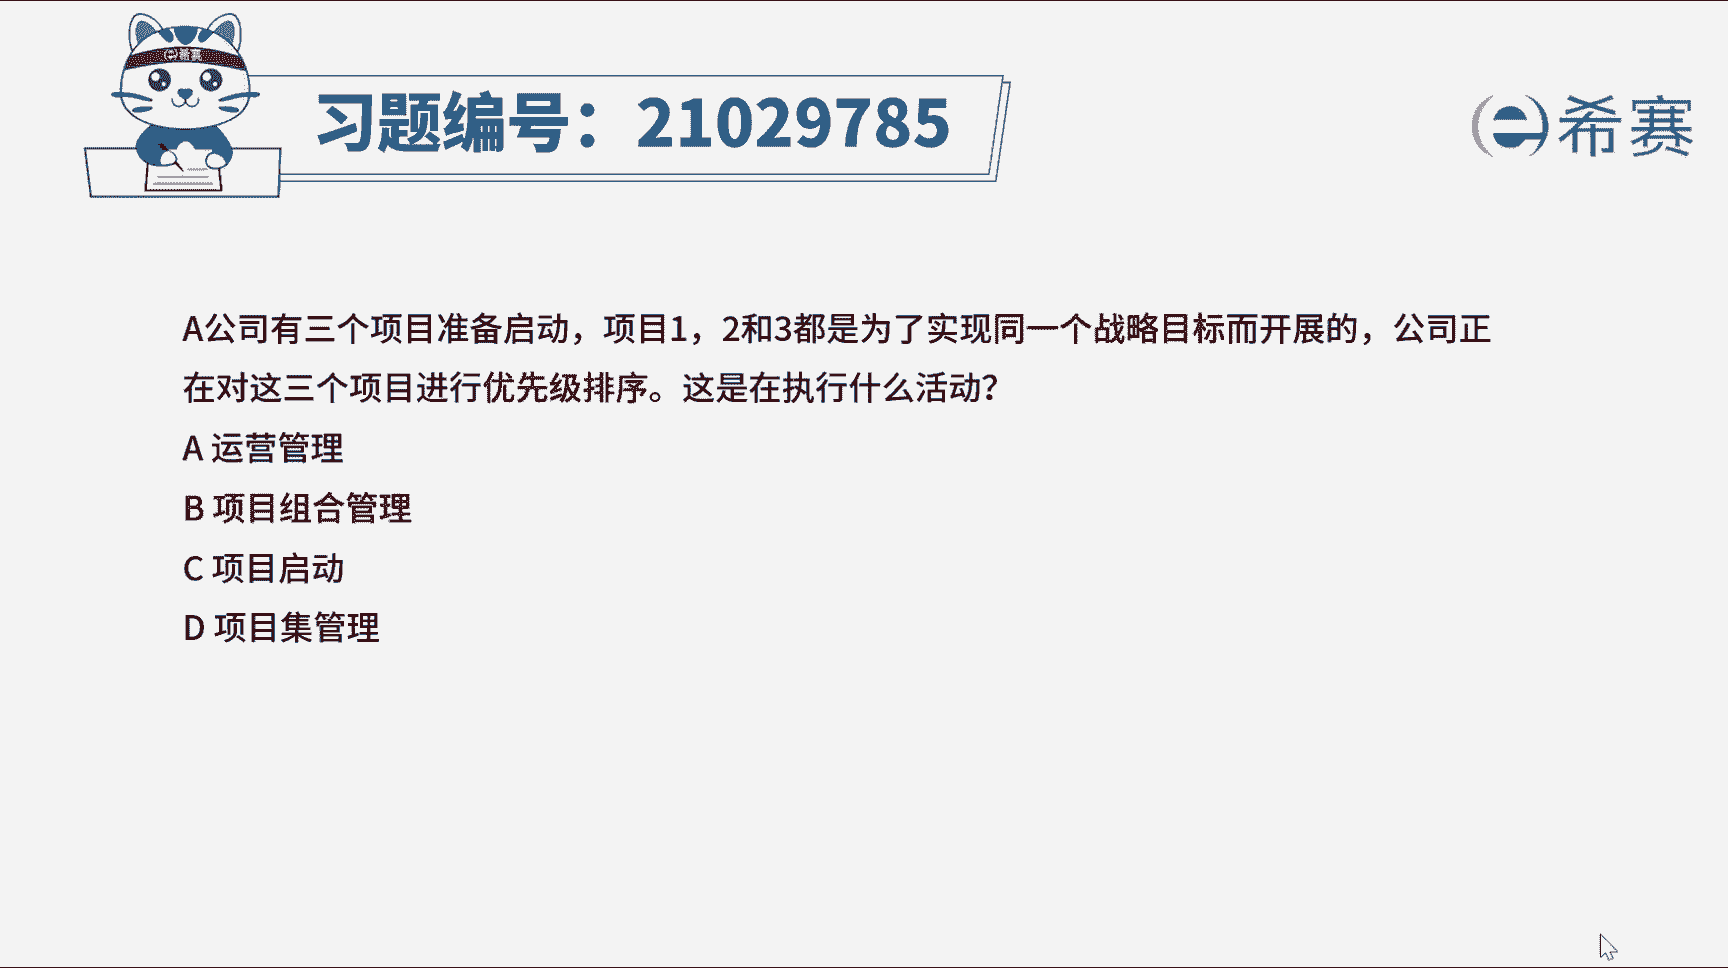 希赛
习题编号：21029785
希赛
A公司有三个项目准备启动，项目1，2和3都是为了实现同一个战略目标而开展的，公司正
在对这三个项目进行优先级排序。这是在执行什么活动？
A 运营管理
B 项目组合管理
C 项目启动
D 项目集管理